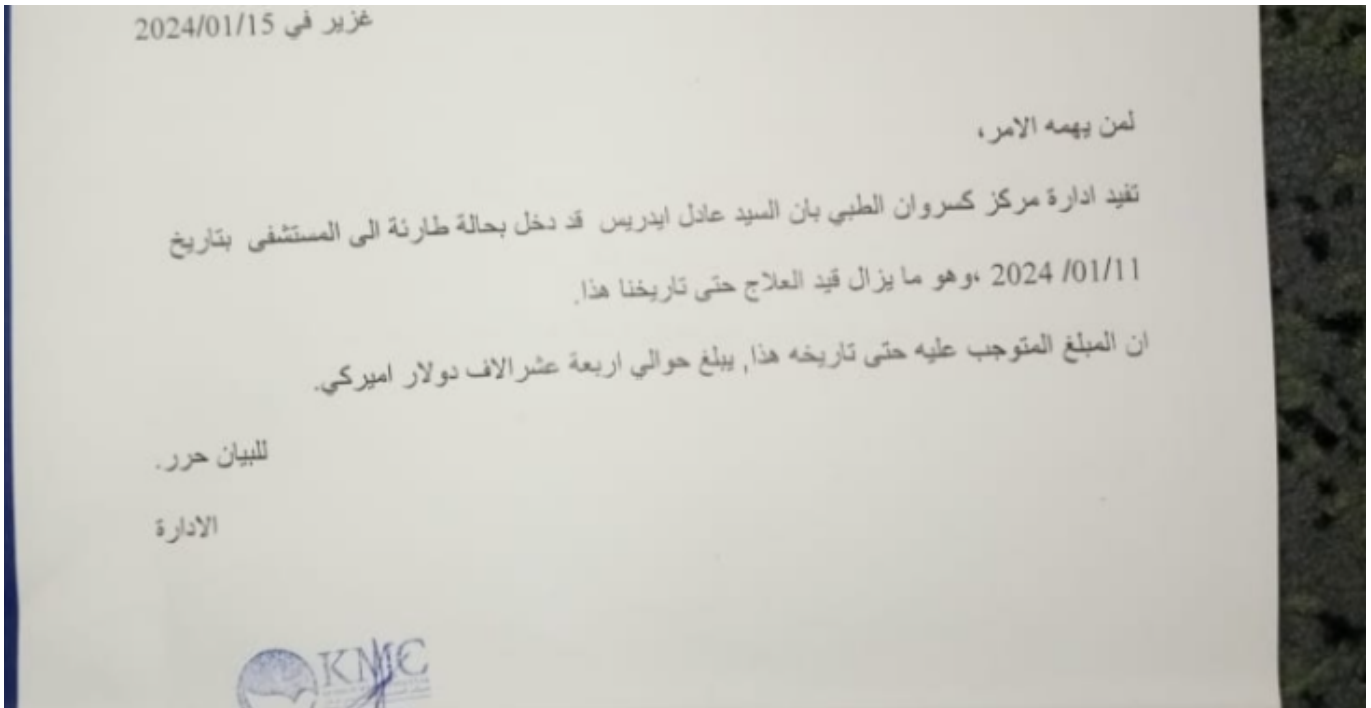 غزير في 2024/01/15
لمن يهمه الامر،
تفيد ادارة مركز كسروان الطبي بان السيد عادل ايدريس قد دخل بحالة طارئة الى المستشفى بتاريخ
2024 /01/11 ،وهو ما يزال قيد العلاج حتى تاريخنا هذا.
ان المبلغ المتوجب عليه حتى تاريخه هذا, يبلغ حوالي اربعة عشرالاف دولار اميركي.
للبيان حرر.
الادارة
KMC